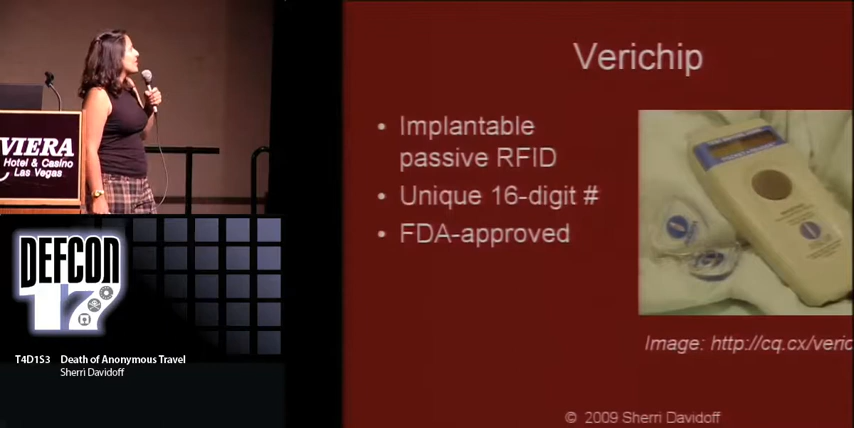 VIERA
Hotel & Casino
Las Vegas
DEFCON
17
T4D1S3 Death of Anonymous Travel
Sherri Davidoff
Verichip
• Implantable
passive RFID
• Unique 16-digit #
• FDA-approved
Image: http://cq.cx/veric
© 2009 Sherri Davidoff